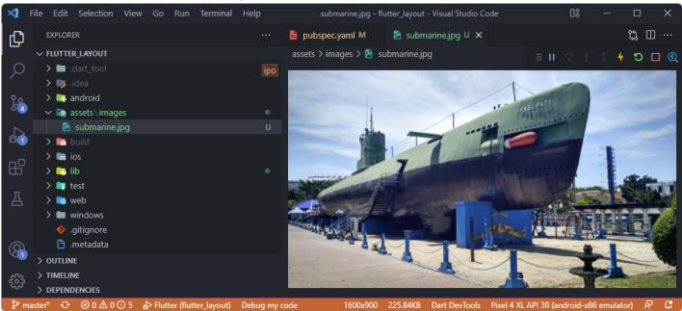 File Edit Selection View Go Run Terminal Help submarine.jpg - flutter_layout - Visual Studio Code
EXPLORER ...
pubspec.yaml M submarine.jpg U
FLUTTER_LAYOUT
assets > images > submarine.jpg
.dart_tool
ipo
.idea
android
assets \ images
submarine.jpg U
build
ios
lib
test
web
windows
.gitignore
.metadata
OUTLINE
TIMELINE
DEPENDENCIES
master* 0 0 5 Flutter (flutter_layout) Debug my code 1600x900 225.84KB Dart DevTools Pixel 4 XL API 30 (android-x86 emulator)